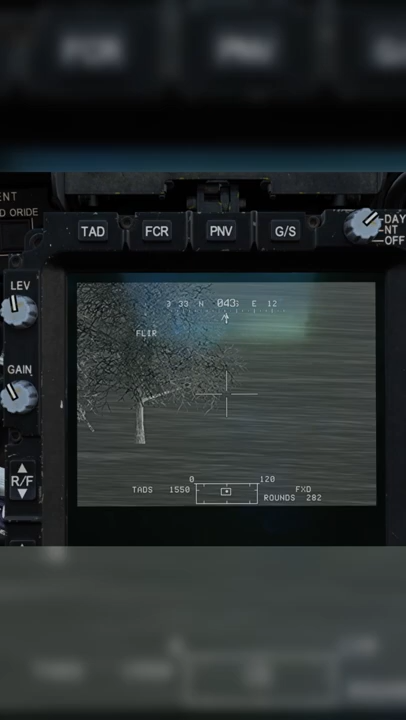 ENT
D ORIDE
TAD FCR PNV G/S
DAY
NT
OFF
LEV
3 33 N 043 6 E 12
FLIR
GAIN
R/F
0 120
TADS 1550 FXD
ROUNDS 282